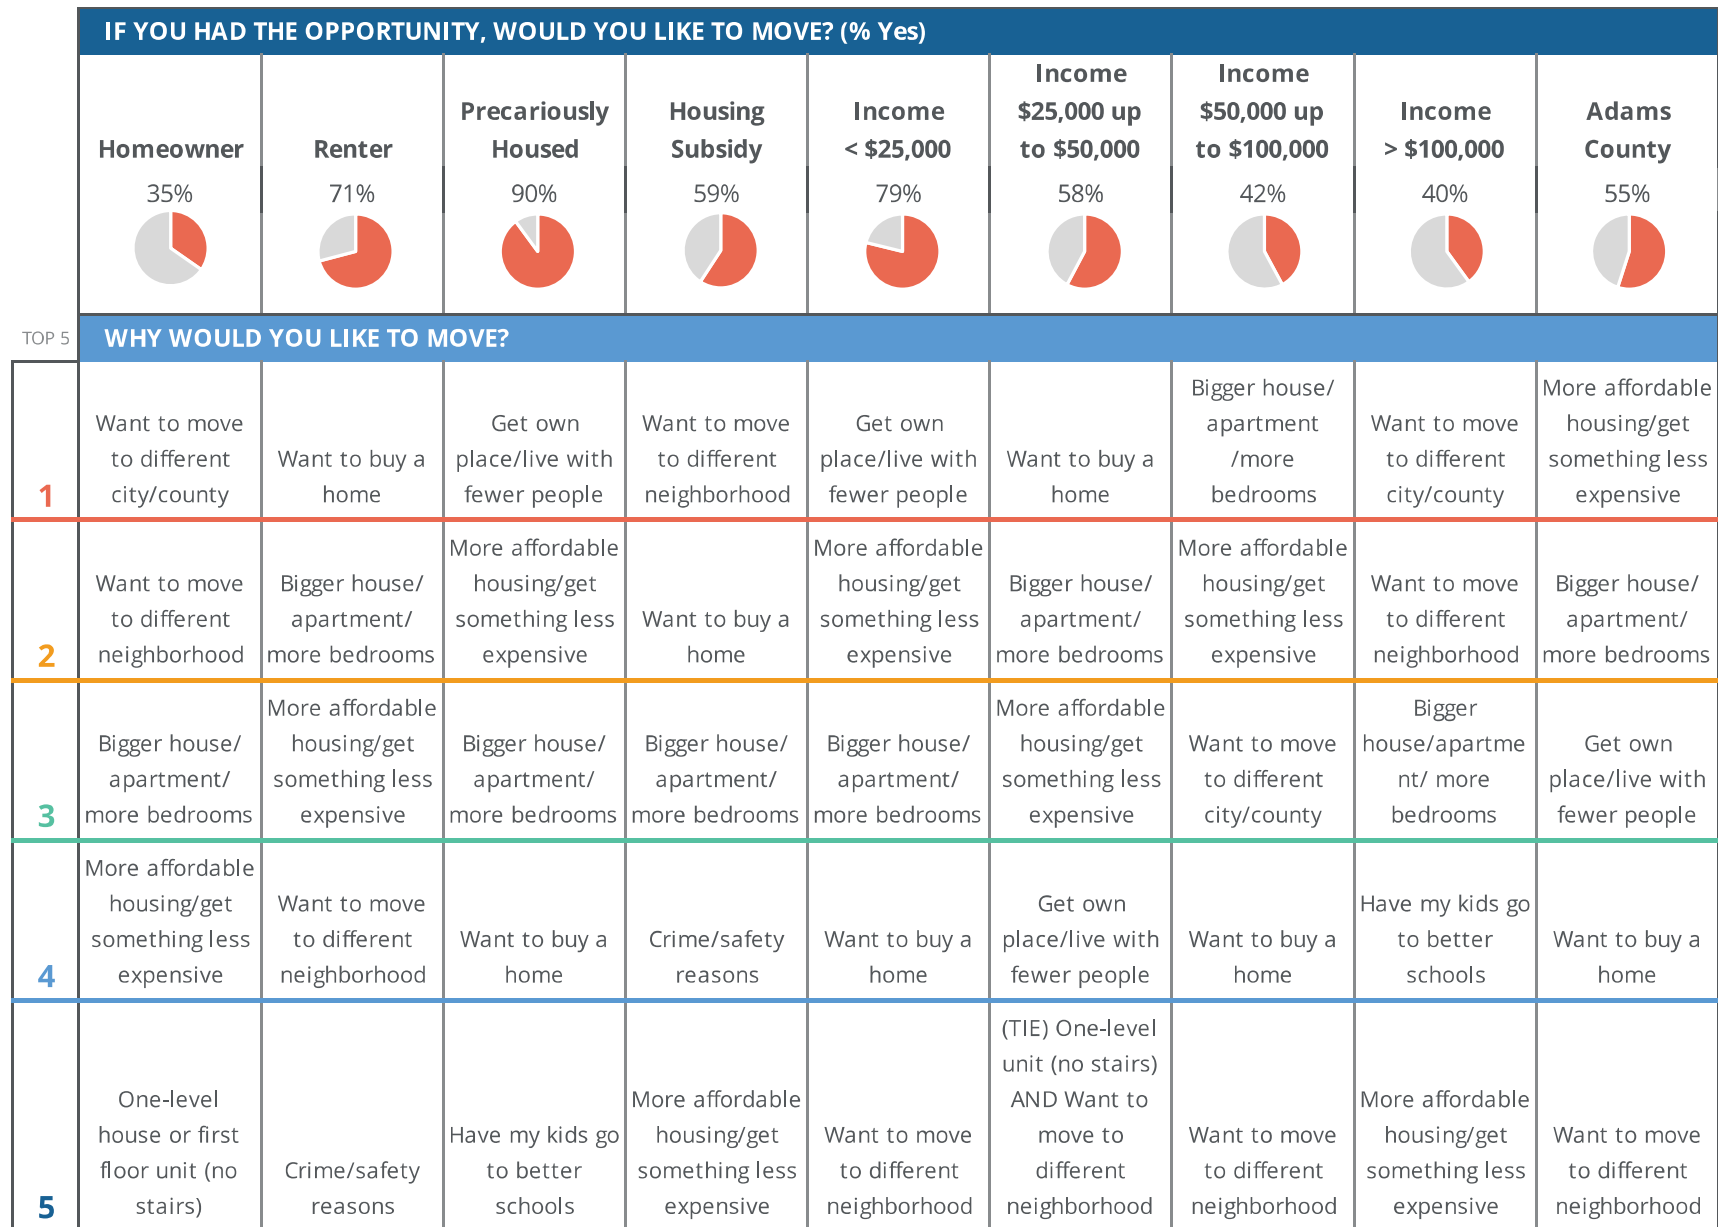 IF YOU HAD THE OPPORTUNITY, WOULD YOU LIKE TO MOVE? (% Yes)
Homeowner
35%
Renter
71%
Precariously
Housed
90%
Housing
Subsidy
59%
Income
< $25,000
79%
Income
$25,000 up
to $50,000
58%
Income
$50,000 up
to $100,000
42%
Income
> $100,000
40%
Adams
County
55%
TOP 5
WHY WOULD YOU LIKE TO MOVE?
1
Want to move
to different
city/county
Want to buy a
home
Get own
place/live with
fewer people
Want to move
to different
neighborhood
Get own
place/live with
fewer people
Want to buy a
home
Bigger house/
apartment
/more
bedrooms
Want to move
to different
city/county
More affordable
housing/get
something less
expensive
2
Want to move
to different
neighborhood
Bigger house/
apartment/
more bedrooms
More affordable
housing/get
something less
expensive
Want to buy a
home
More affordable
housing/get
something less
expensive
Bigger house/
apartment/
more bedrooms
More affordable
housing/get
something less
expensive
Want to move
to different
neighborhood
Bigger house/
apartment/
more bedrooms
3
Bigger house/
apartment/
more bedrooms
More affordable
housing/get
something less
expensive
Bigger house/
apartment/
more bedrooms
Bigger house/
apartment/
more bedrooms
Bigger house/
apartment/
more bedrooms
More affordable
housing/get
something less
expensive
Want to move
to different
city/county
Bigger
house/apartme
nt/ more
bedrooms
Get own
place/live with
fewer people
4
More affordable
housing/get
something less
expensive
Want to move
to different
neighborhood
Want to buy a
home
Crime/safety
reasons
Want to buy a
home
Get own
place/live with
fewer people
Want to buy a
home
Have my kids go
to better
schools
Want to buy a
home
5
One-level
house or first
floor unit (no
stairs)
Crime/safety
reasons
Have my kids go
to better
schools
More affordable
housing/get
something less
expensive
Want to move
to different
neighborhood
(TIE) One-level
unit (no stairs)
AND Want to
move to
different
neighborhood
Want to move
to different
neighborhood
More affordable
housing/get
something less
expensive
Want to move
to different
neighborhood